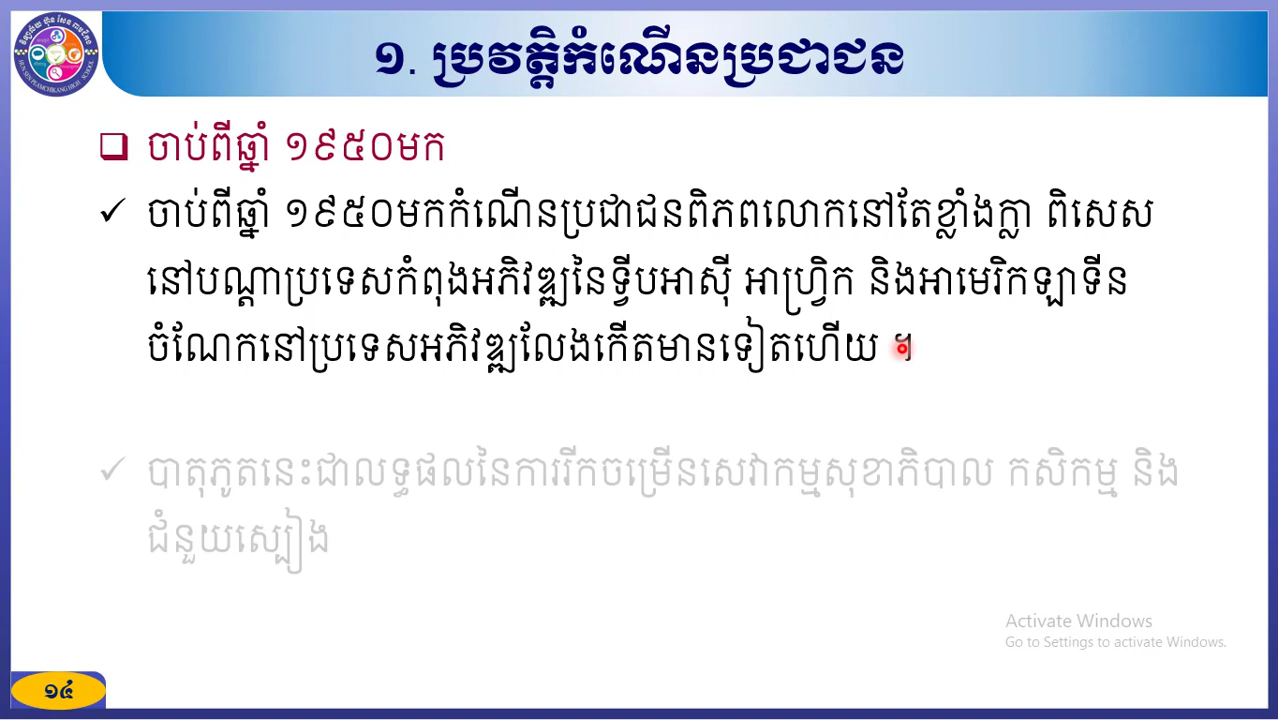 ១. ប្រវត្តិកំណើនប្រជាជន
ចាប់ពីឆ្នាំ ១៩៥០មក
ចាប់ពីឆ្នាំ ១៩៥០មកកំណើនប្រជាជនពិភពលោកនៅតែខ្លាំងក្លា ពិសេស
នៅបណ្តាប្រទេសកំពុងអភិវឌ្ឍនៃទ្វីបអាស៊ី អាហ្វ្រិក និងអាមេរិកឡាទីន
ចំណែកនៅប្រទេសអភិវឌ្ឍលែងកើតមានទៀតហើយ ៕
បាតុភូតនេះជាលទ្ធផលនៃការរីកចម្រើនសេវាកម្មសុខាភិបាល កសិកម្ម និង
ជំនួយស្បៀង
Activate Windows
Go to Settings to activate Windows.
១៤